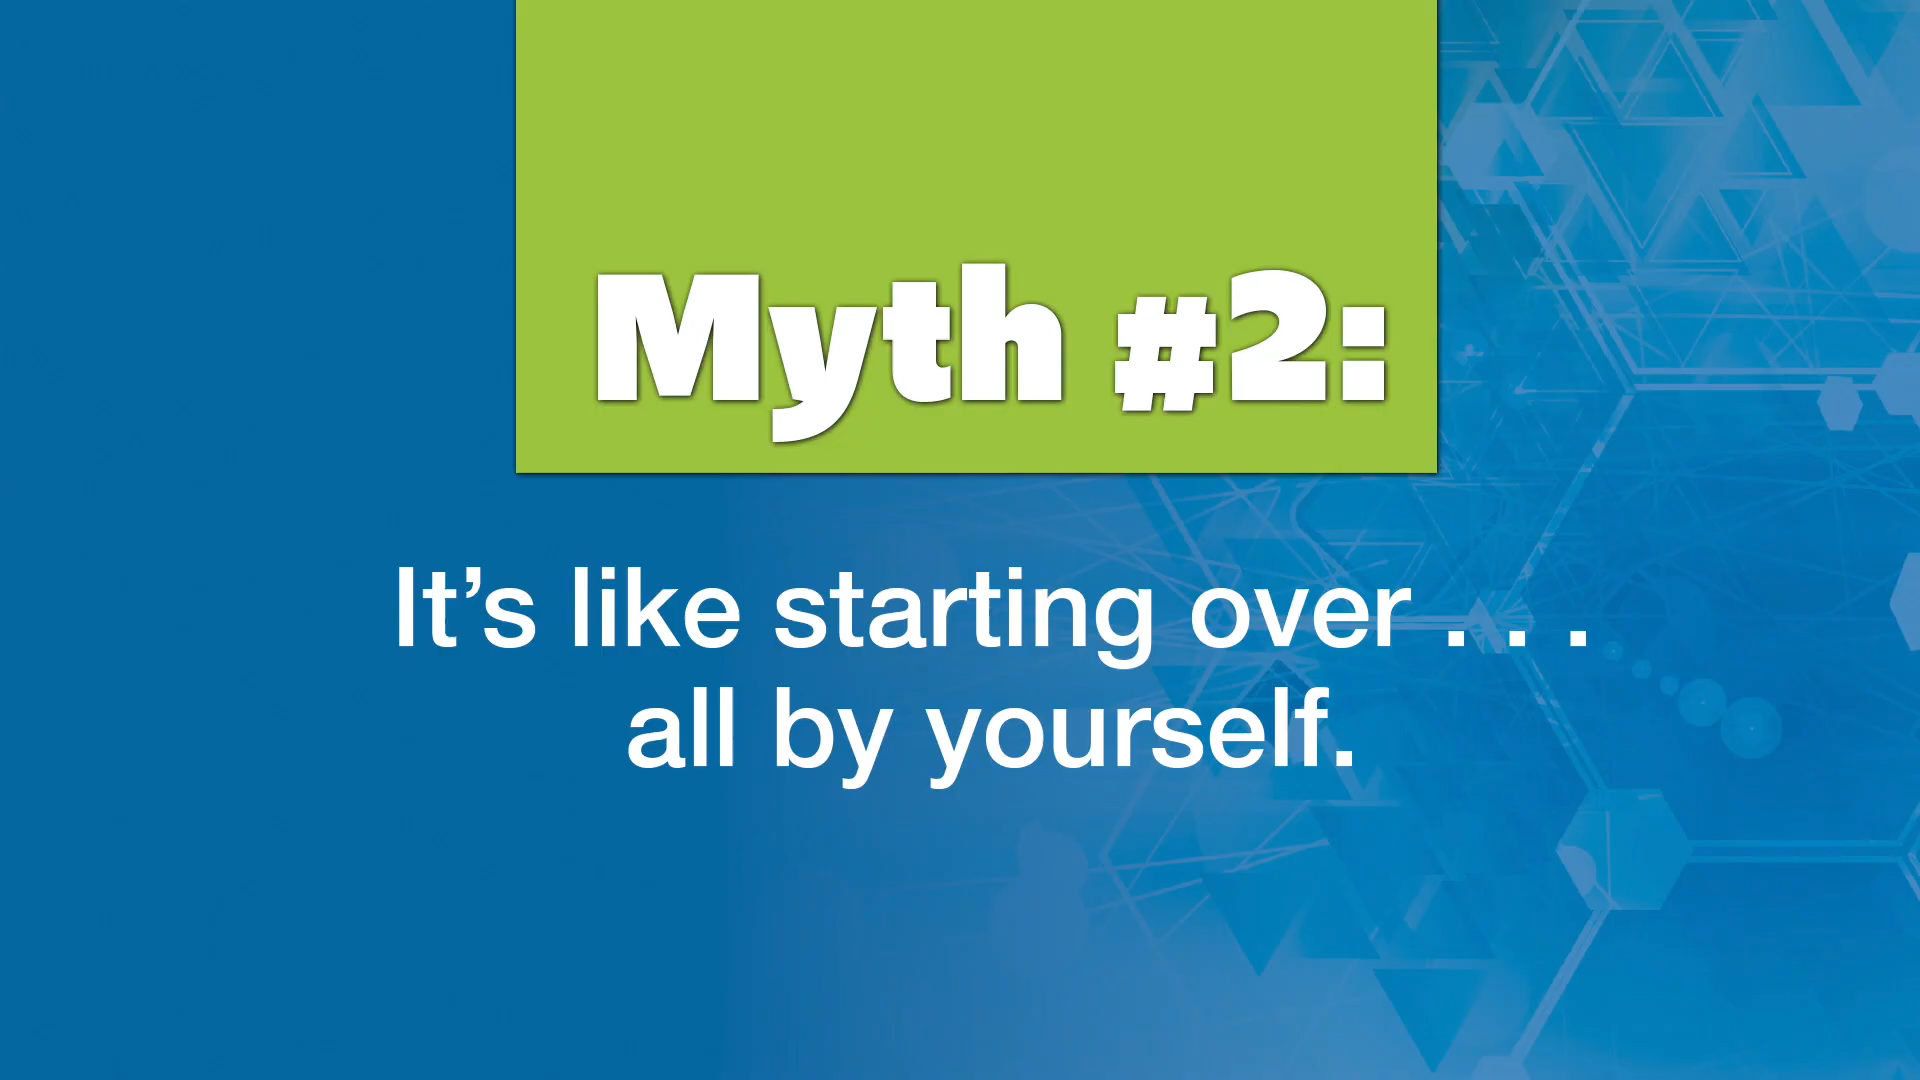 Myth #2:
It’s like starting over . . .
all by yourself.